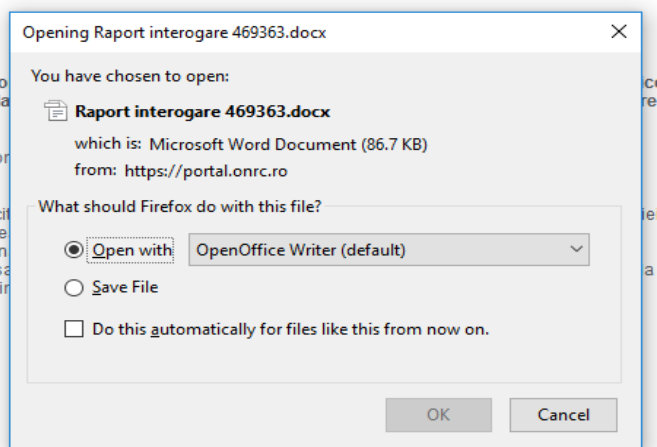 Opening Raport interogare 469363.docx
You have chosen to open:
Raport interogare 469363.docx
which is: Microsoft Word Document (86.7 KB)
from: https://portal.onrc.ro
What should Firefox do with this file?
Open with OpenOffice Writer (default)
Save File
Do this automatically for files like this from now on.
OK Cancel